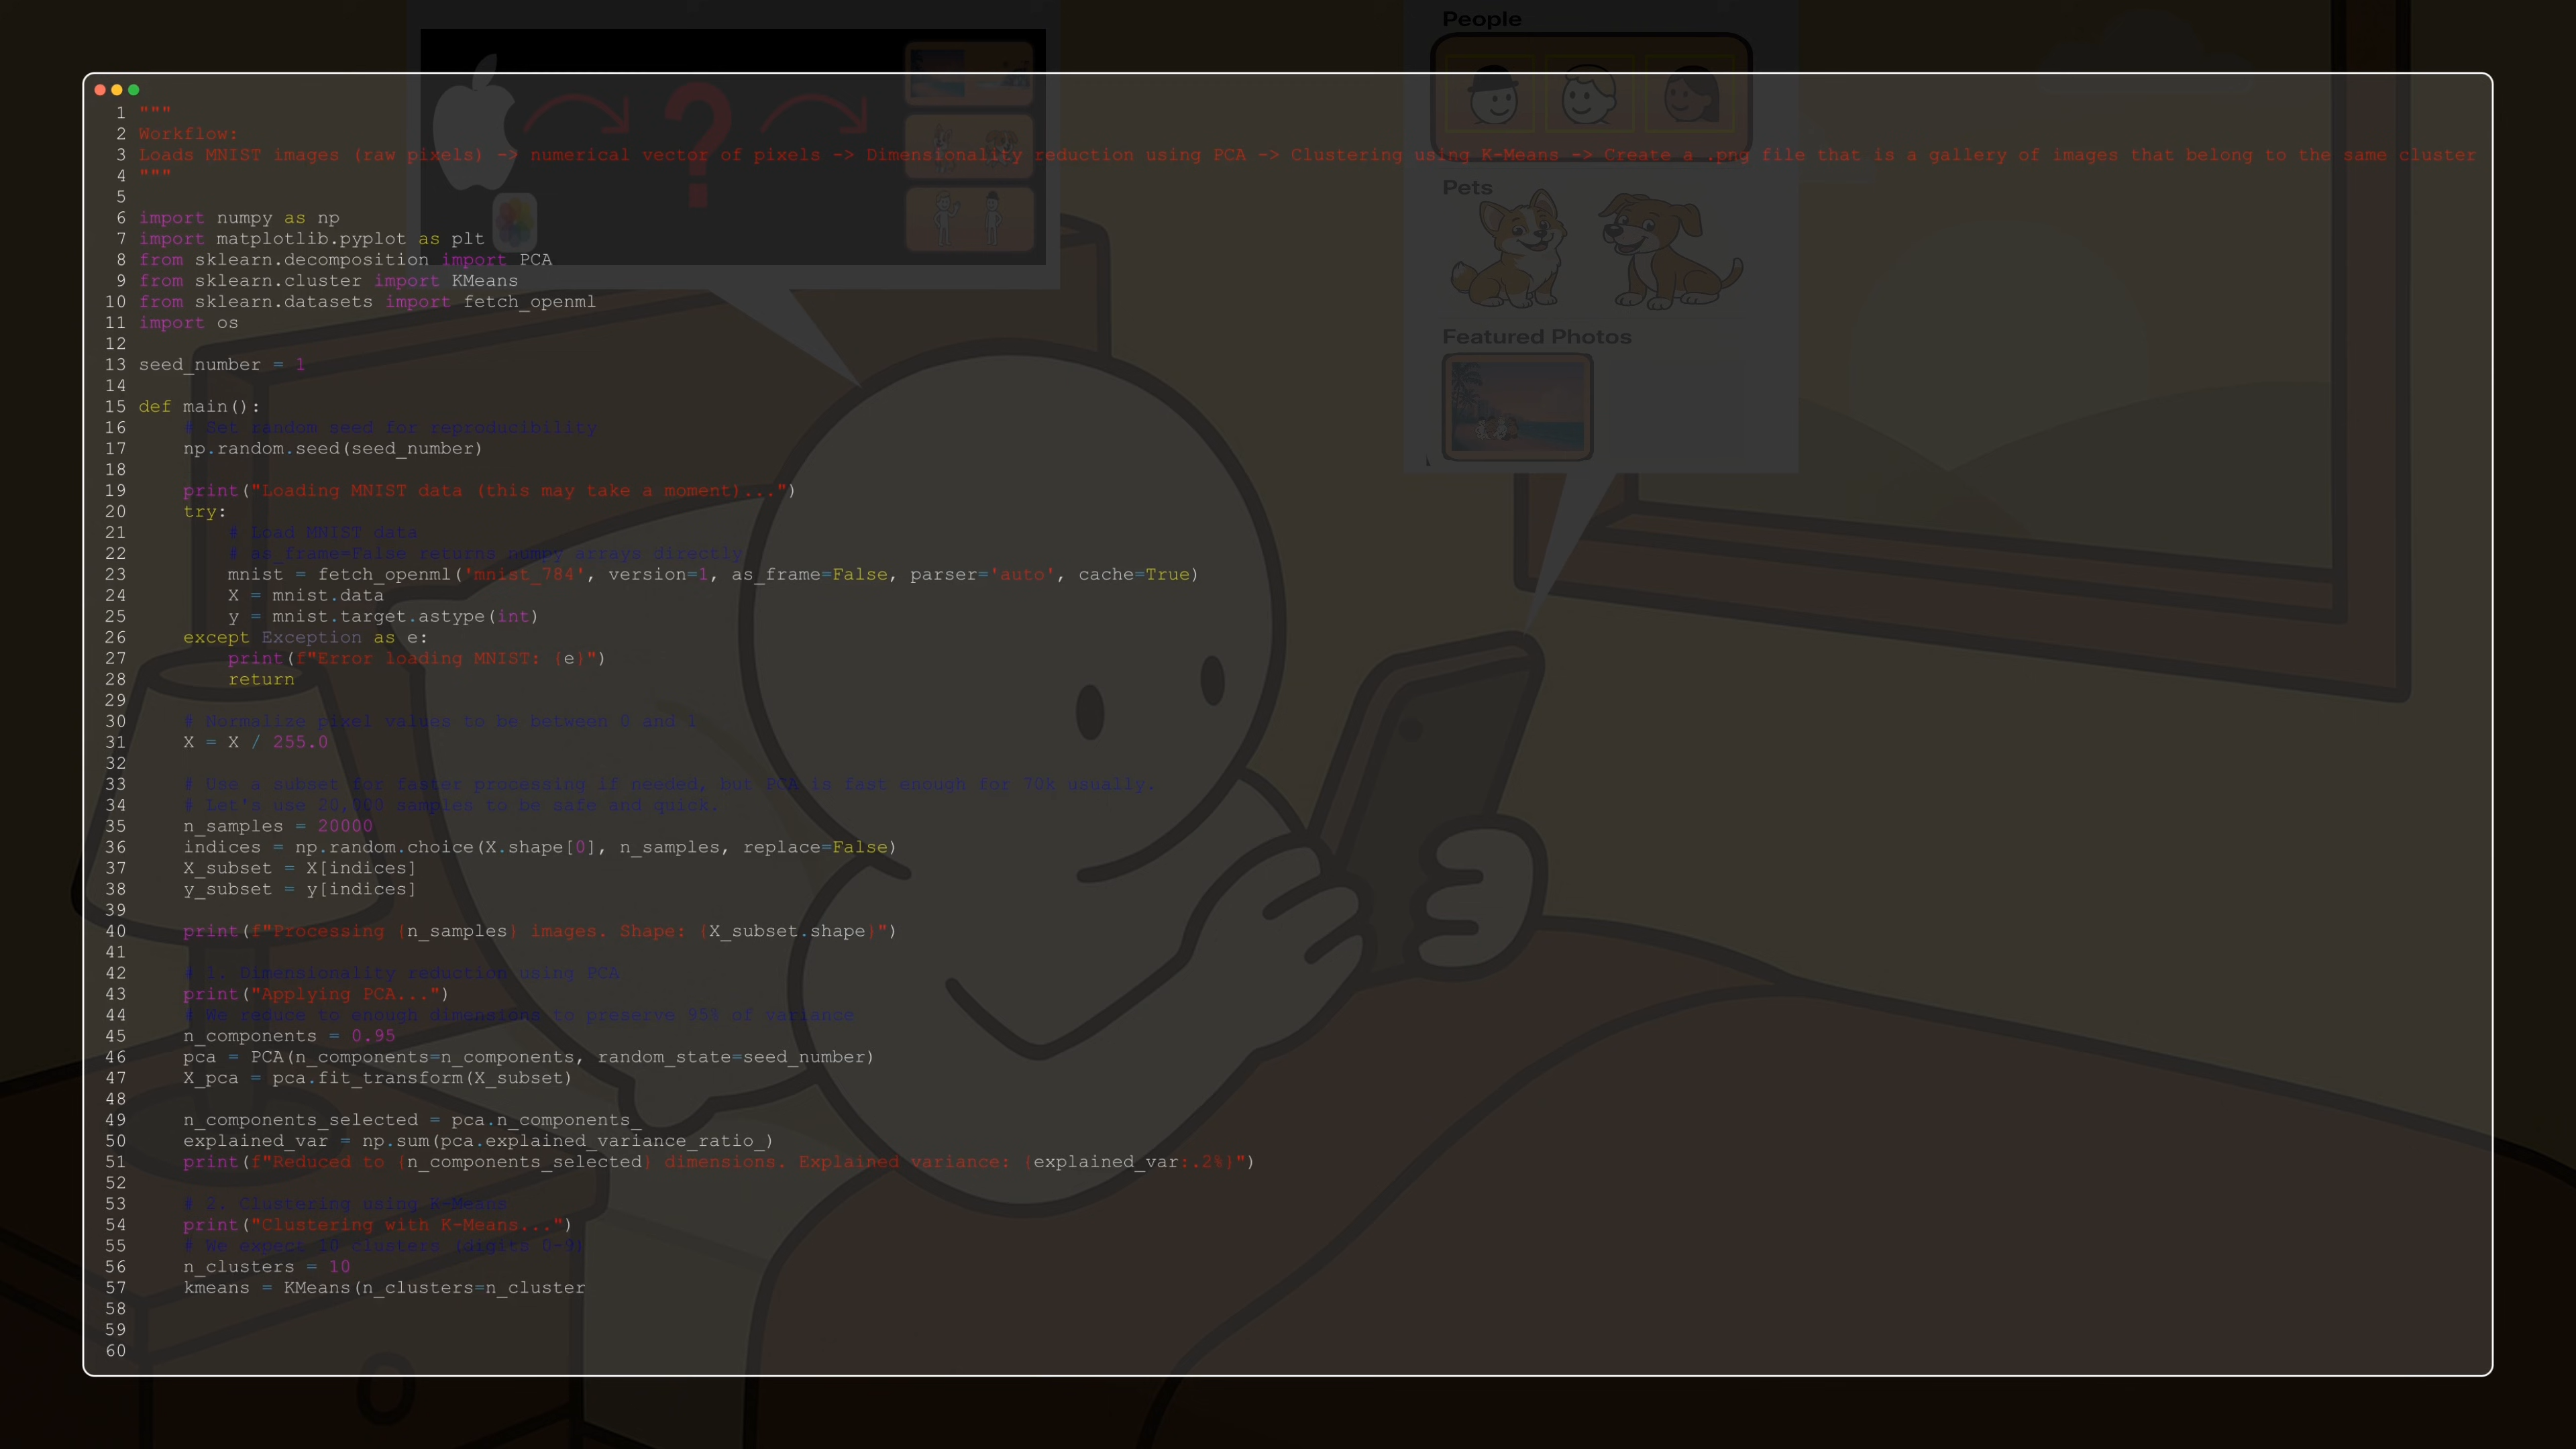 People
Pets
Featured Photos
1 """
2 Workflow:
3 Loads MNIST images (raw pixels) -> numerical vector of pixels -> Dimensionality reduction using PCA -> Clustering using K-Means -> Create a .png file that is a gallery of images that belong to the same cluster
4 """
5
6 import numpy as np
7 import matplotlib.pyplot as plt
8 from sklearn.decomposition import PCA
9 from sklearn.cluster import KMeans
10 from sklearn.datasets import fetch_openml
11 import os
12
13 seed_number = 1
14
15 def main():
16     # Set random seed for reproducibility
17     np.random.seed(seed_number)
18
19     print("Loading MNIST data (this may take a moment)...")
20     try:
21         # Load MNIST data
22         # as_frame=False returns numpy arrays directly
23         mnist = fetch_openml('mnist_784', version=1, as_frame=False, parser='auto', cache=True)
24         X = mnist.data
25         y = mnist.target.astype(int)
26     except Exception as e:
27         print(f"Error loading MNIST: {e}")
28         return
29
30     # Normalize pixel values to be between 0 and 1
31     X = X / 255.0
32
33     # Use a subset for faster processing if needed, but PCA is fast enough for 70k usually.
34     # Let's use 20,000 samples to be safe and quick.
35     n_samples = 20000
36     indices = np.random.choice(X.shape[0], n_samples, replace=False)
37     X_subset = X[indices]
38     y_subset = y[indices]
39
40     print(f"Processing {n_samples} images. Shape: {X_subset.shape}")
41
42     # 1. Dimensionality reduction using PCA
43     print("Applying PCA...")
44     # We reduce to enough dimensions to preserve 95% of variance
45     n_components = 0.95
46     pca = PCA(n_components=n_components, random_state=seed_number)
47     X_pca = pca.fit_transform(X_subset)
48
49     n_components_selected = pca.n_components_
50     explained_var = np.sum(pca.explained_variance_ratio_)
51     print(f"Reduced to {n_components_selected} dimensions. Explained variance: {explained_var:.2%}")
52
53     # 2. Clustering using K-Means
54     print("Clustering with K-Means...")
55     # We expect 10 clusters (digits 0-9)
56     n_clusters = 10
57     kmeans = KMeans(n_clusters=n_cluster
58
59
60
?